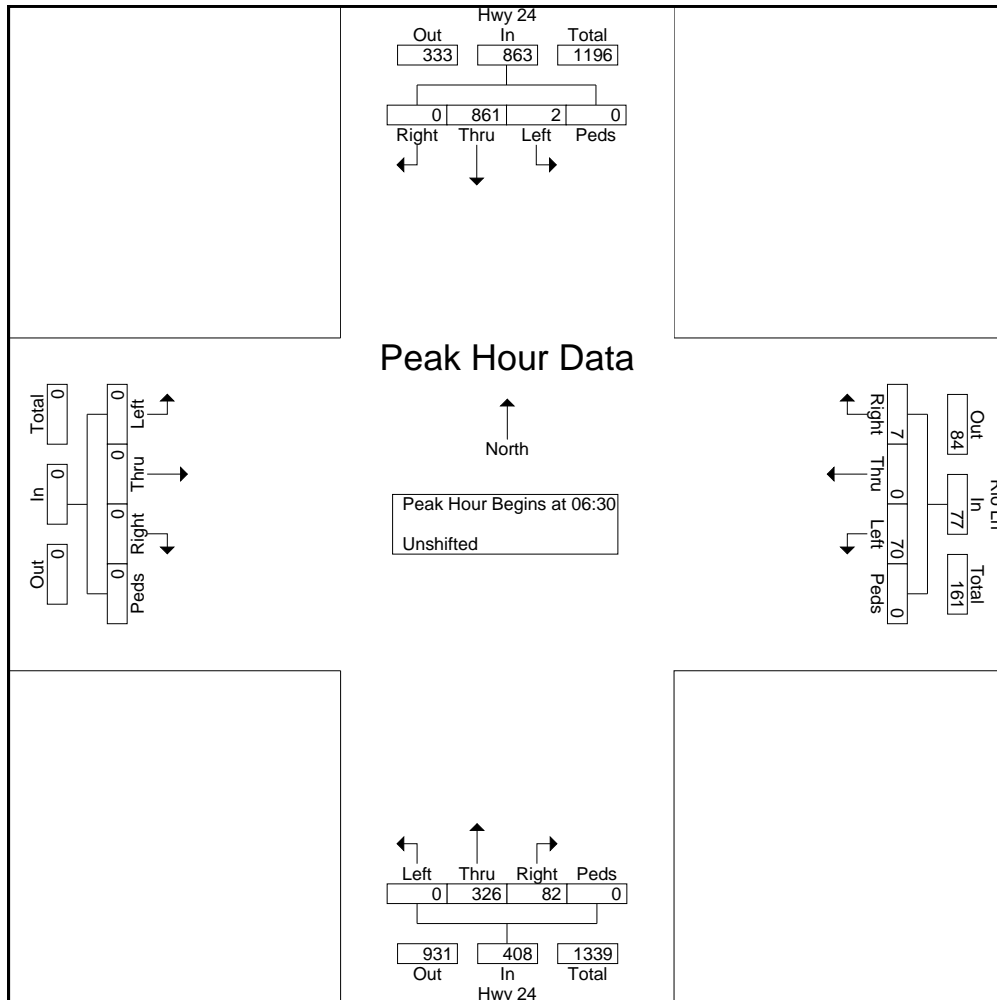 Hwy 24
Out In Total
333 863 1196
0 861 2 0
Right Thru Left Peds
Peak Hour Data
North
Peak Hour Begins at 06:30
Unshifted
Total 0
In 0
Out 0
Left 0
Thru 0
Right 0
Peds 0
Right 7
Thru 0
Left 70
Peds 0
Out 84
In 77
Total 161
Left Thru Right Peds
0 326 82 0
931 408 1339
Out In Total
Hwy 24